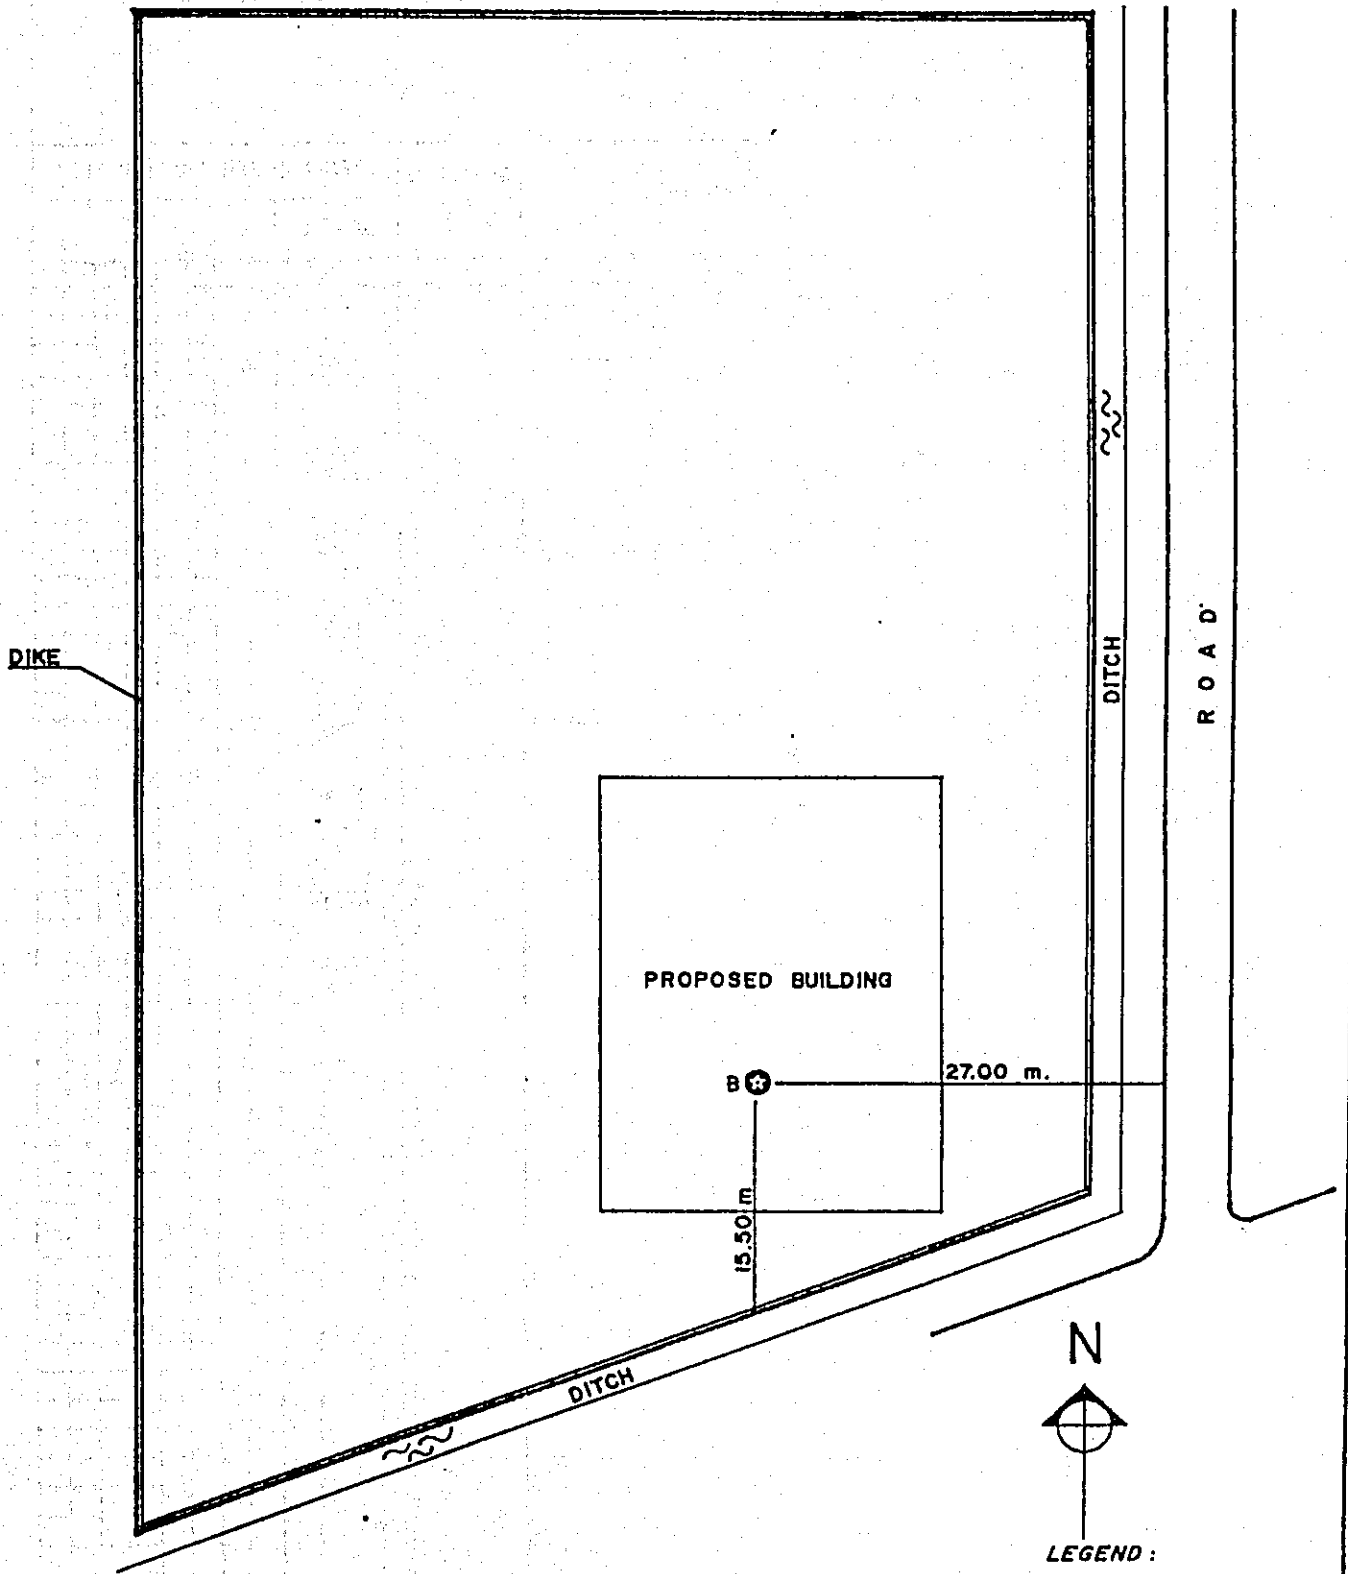 DIKE
DITCH
ROAD
PROPOSED BUILDING
B
27.00 m.
15.50 m
DITCH
N
LEGEND :